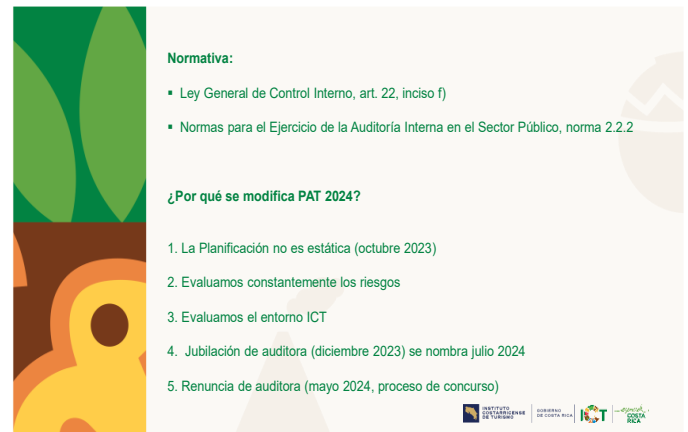 Normativa:
▪ Ley General de Control Interno, art. 22, inciso f)
▪ Normas para el Ejercicio de la Auditoría Interna en el Sector Público, norma 2.2.2
¿Por qué se modifica PAT 2024?
1. La Planificación no es estática (octubre 2023)
2. Evaluamos constantemente los riesgos
3. Evaluamos el entorno ICT
4. Jubilación de auditora (diciembre 2023) se nombra julio 2024
5. Renuncia de auditora (mayo 2024, proceso de concurso)
INSTITUTO
COSTARRICENSE
DE TURISMO
GOBIERNO
DE COSTA RICA
ICT
esencial
COSTA
RICA